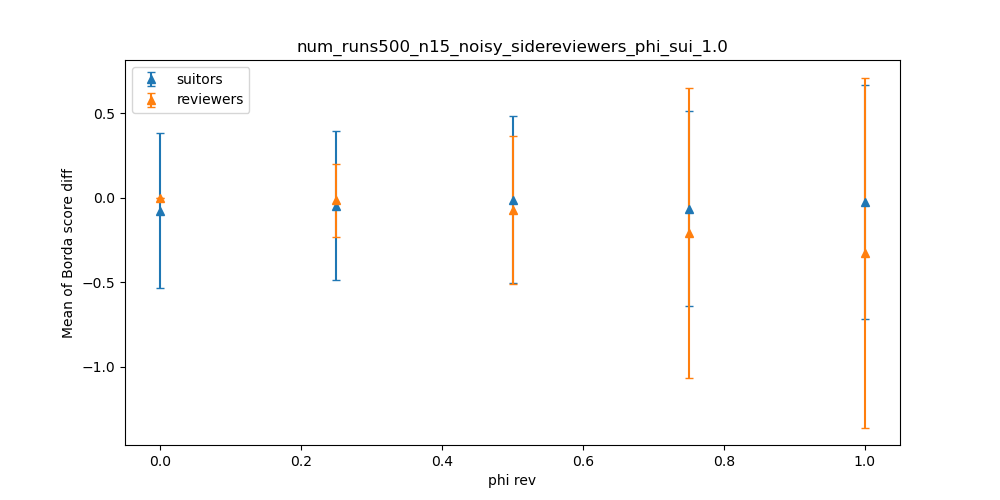 num_runs500_n15_noisy_sidereviewers_phi_sui_1.0
suitors
reviewers
Mean of Borda score diff
0.5
0.0
−0.5
−1.0
0.0 0.2 0.4 0.6 0.8 1.0
phi rev